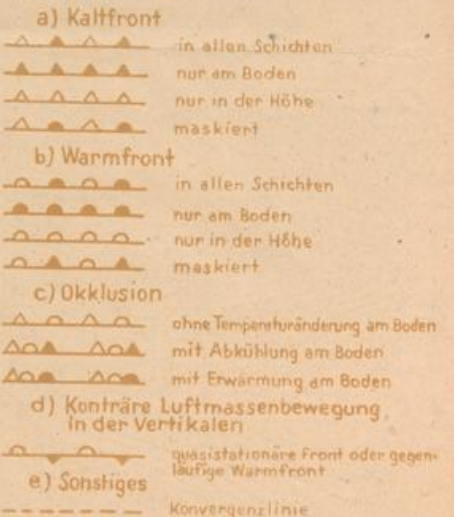 a) Kaltfront
in allen Schichten
nur am Boden
nur in der Höhe
maskiert
b) Warmfront
in allen Schichten
nur am Boden
nur in der Höhe
maskiert
c) Okklusion
ohne Temperaturänderung am Boden
mit Abkühlung am Boden
mit Erwärmung am Boden
d) Konträre Luftmassenbewegung
in der Vertikalen
quasistationäre Front oder gegen-
läufige Warmfront
e) Sonstiges
Konvergenzlinie